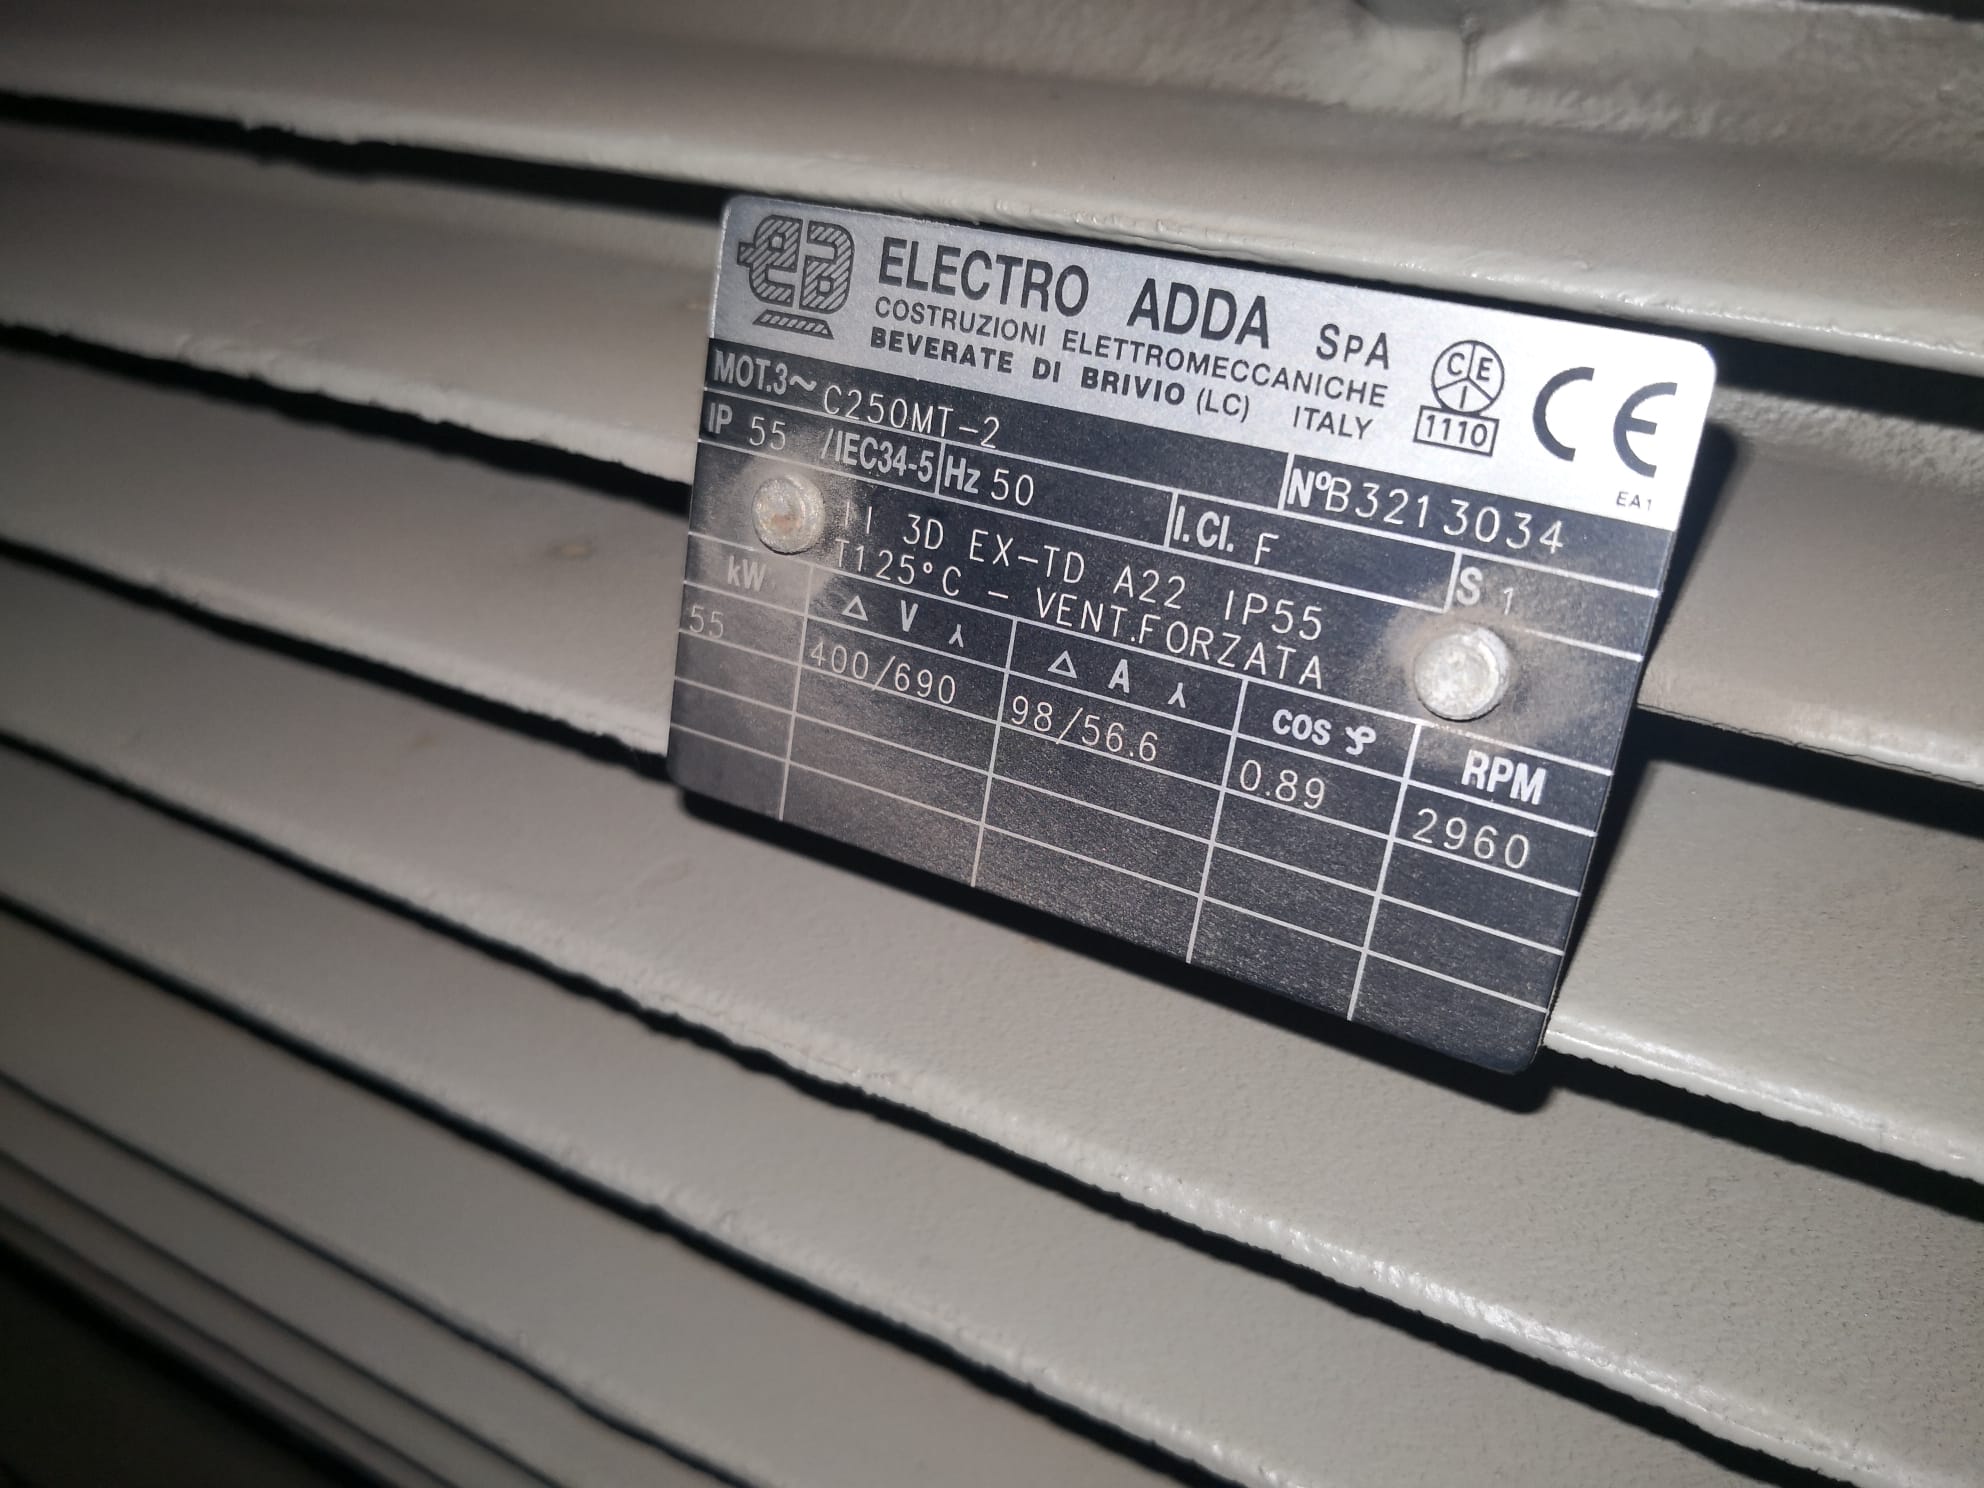 ELECTRO ADDA SPA
COSTRUZIONI ELETTROMECCANICHE
BEVERATE DI BRIVIO (LC) ITALY
CEI
1110
CE
EA1
MOT.3~ C250MT-2
NºB3213034
IP 55 /IEC34-5 Hz 50 I.Cl. F S 1
II 3D EX-TD A22 IP55
T125°C - VENT.FORZATA
kW Δ V ⅄ Δ A ⅄ COS φ RPM
55 400/690 98/56.6 0.89 2960